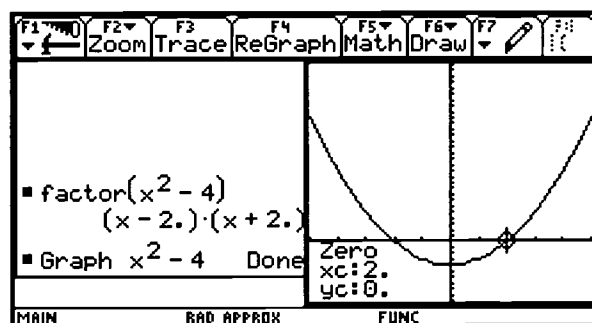 F1 F2 F3 F4 F5 F6 F7
Zoom Trace ReGraph Math Draw
factor(x² - 4)
(x - 2.)·(x + 2.)
Graph x² - 4 Done
Zero
xc:2.
yc:0.
MAIN RAD APPROX FUNC